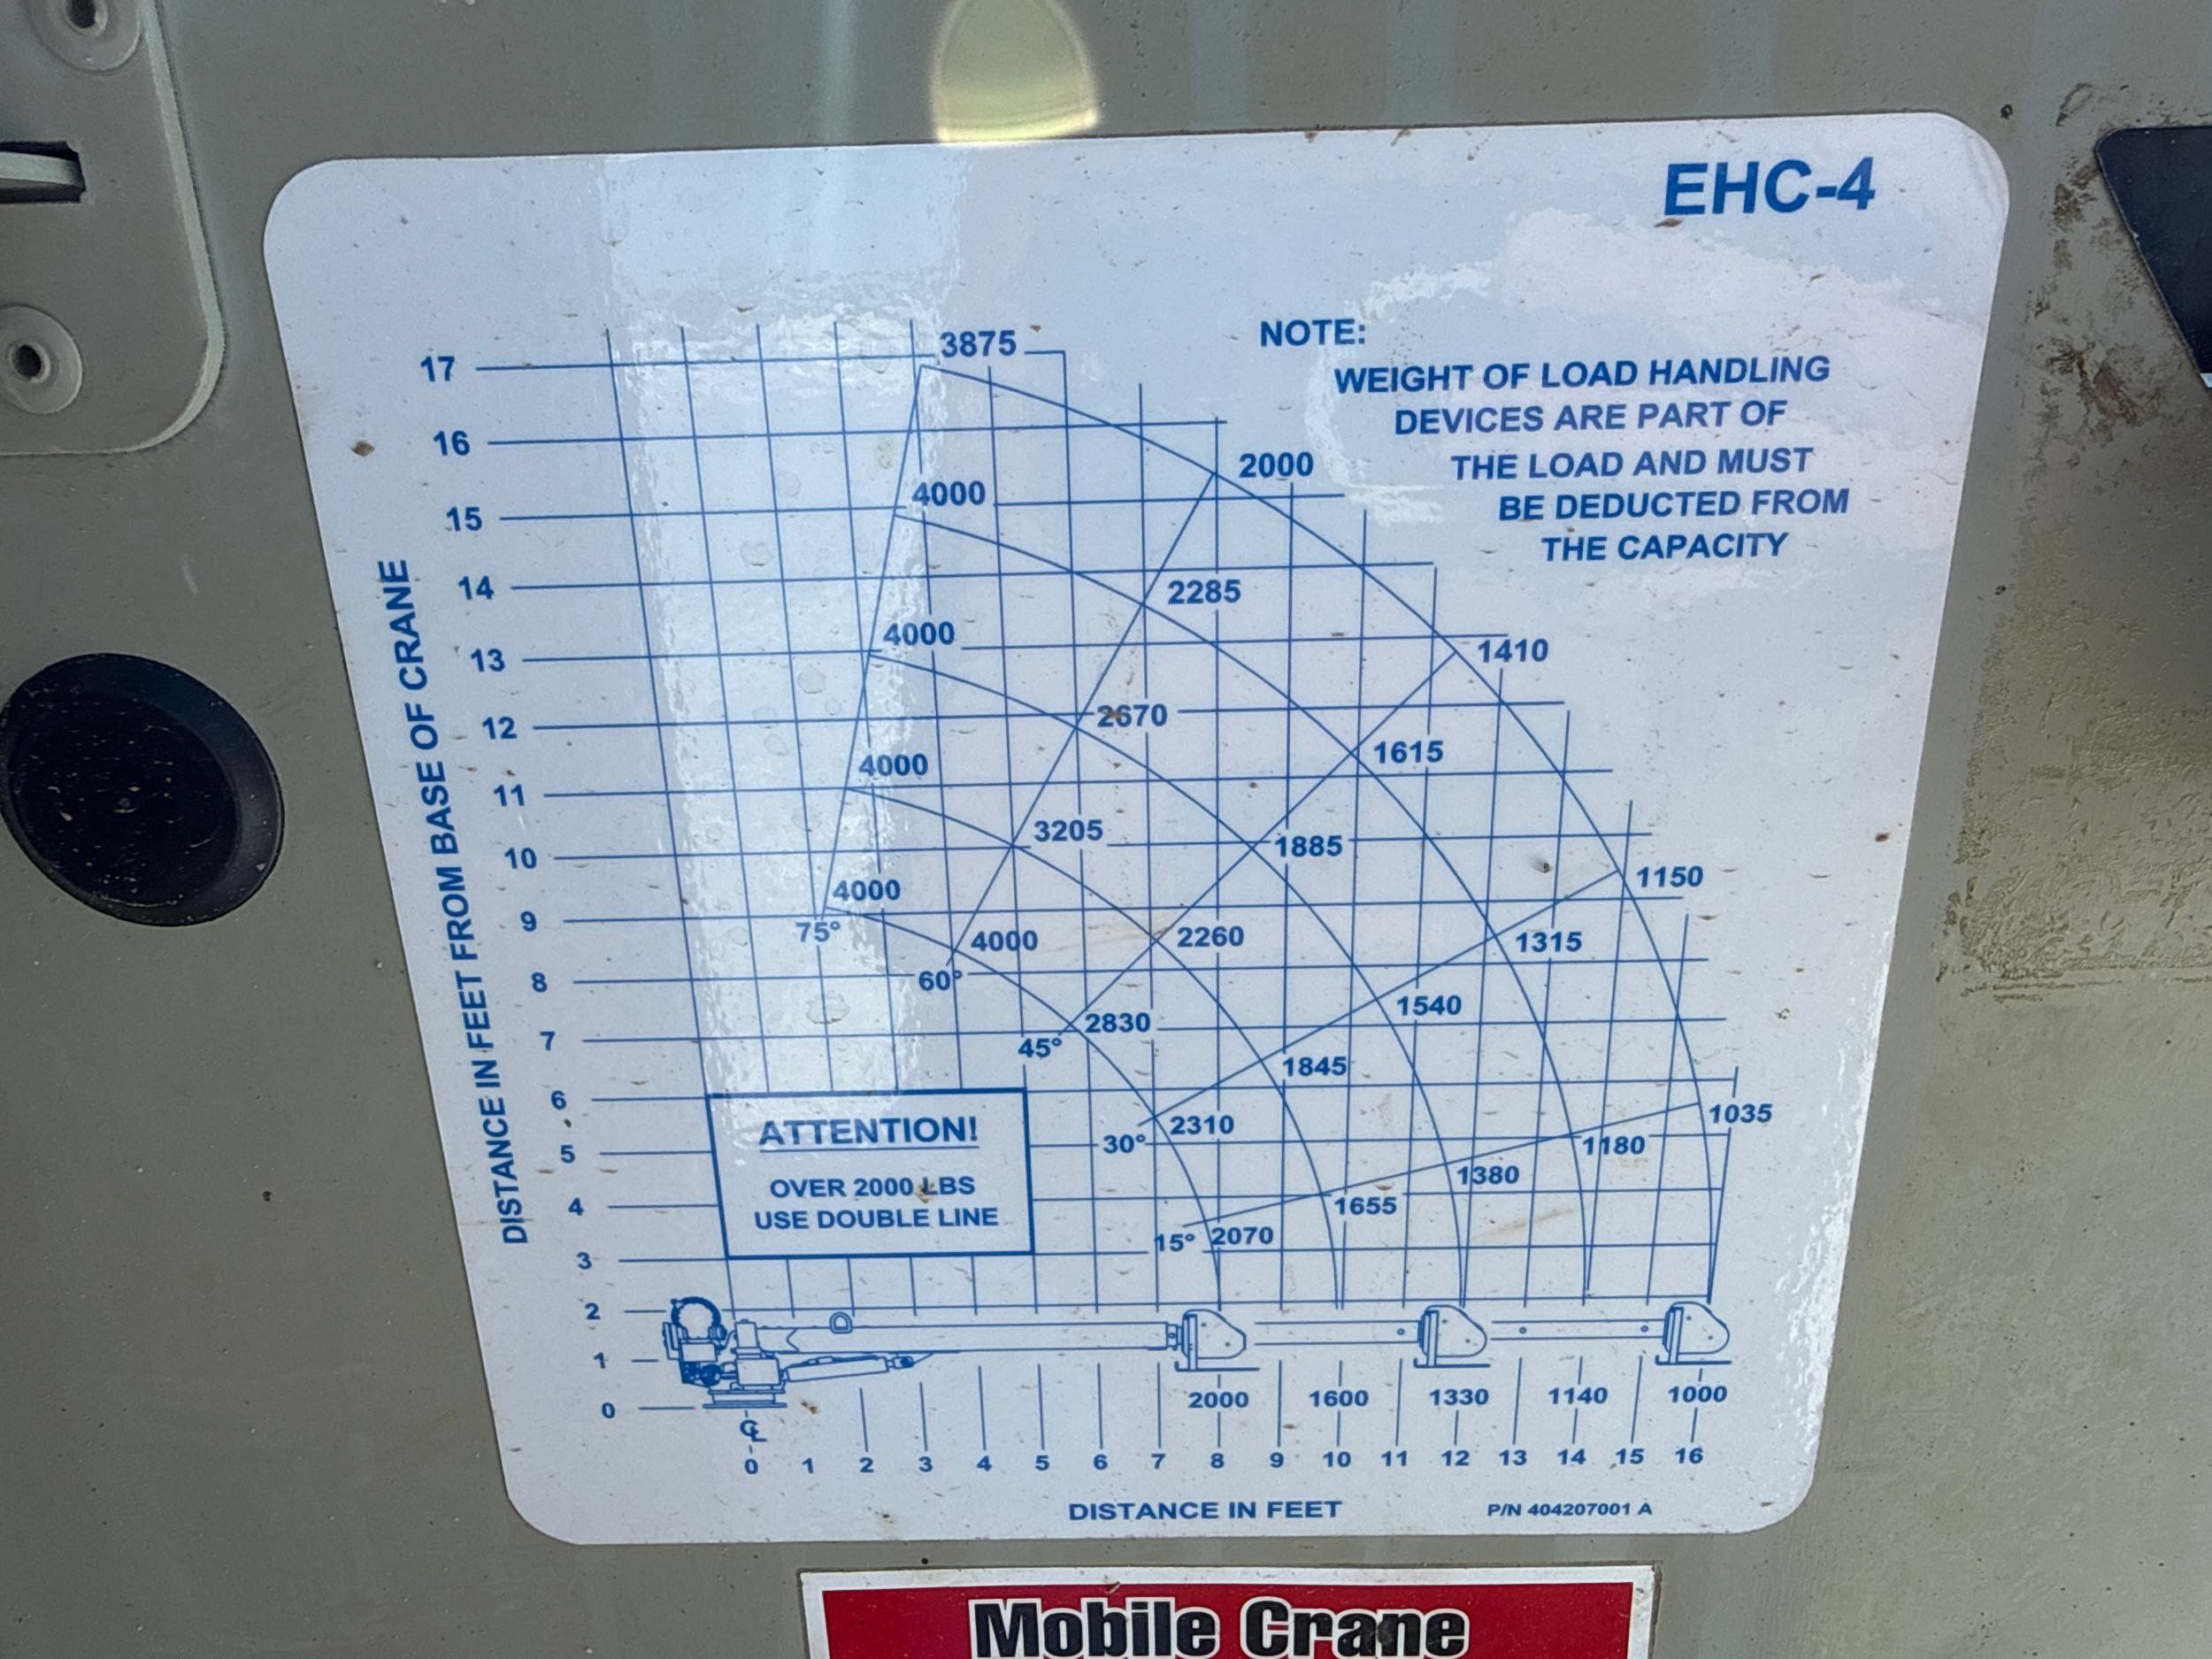 EHC-4
NOTE:
WEIGHT OF LOAD HANDLING
DEVICES ARE PART OF
THE LOAD AND MUST
BE DEDUCTED FROM
THE CAPACITY
DISTANCE IN FEET FROM BASE OF CRANE
17 3875
16
2000
15 4000
14 2285
13 4000 1410
12 2670
1615
11 4000
10 3205 1885
1150
9 4000
75° 4000 2260 1315
8 60°
1540
7 45° 2830
1845
6
ATTENTION!
OVER 2000 LBS
USE DOUBLE LINE
30° 2310 1035
5 1180
1380
4 1655
15° 2070
3
2
1
0
2000 1600 1330 1140 1000
CL
0 1 2 3 4 5 6 7 8 9 10 11 12 13 14 15 16
DISTANCE IN FEET
P/N 404207001 A
Mobile Crane